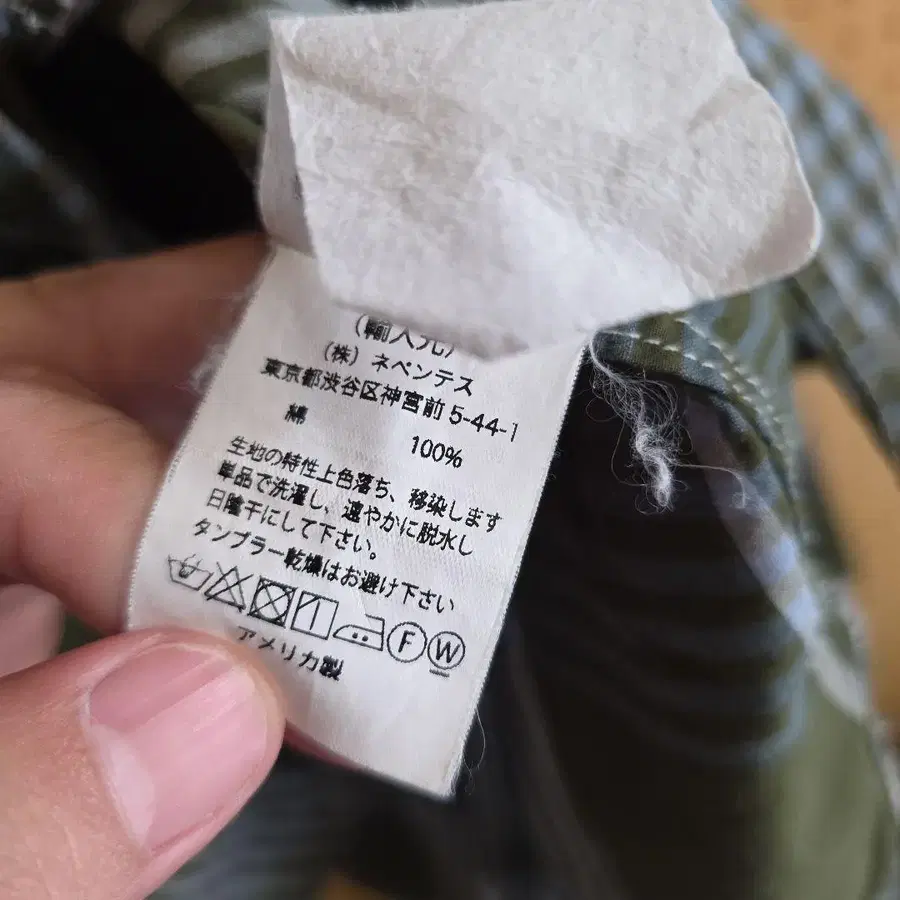 (輸入元)
(株) ネペンテス
東京都渋谷区神宮前 5-44-1
綿 100%
生地の特性上色落ち、移染します
単品で洗濯し、速やかに脱水し
日陰干にして下さい。
タンブラー乾燥はお避け下さい
F W
アメリカ製